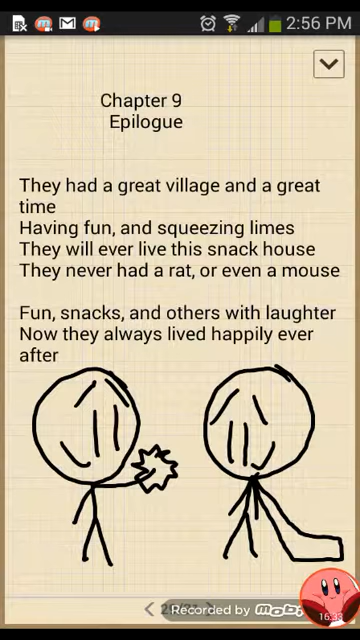 2:56 PM
Chapter 9
Epilogue
They had a great village and a great
time
Having fun, and squeezing limes
They will ever live this snack house
They never had a rat, or even a mouse
Fun, snacks, and others with laughter
Now they always lived happily ever
after
Recorded by
16:33